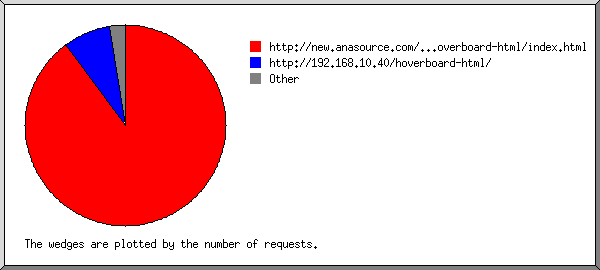 http://new.anasource.com/...overboard-html/index.html
http://192.168.10.40/hoverboard-html/
Other
The wedges are plotted by the number of requests.